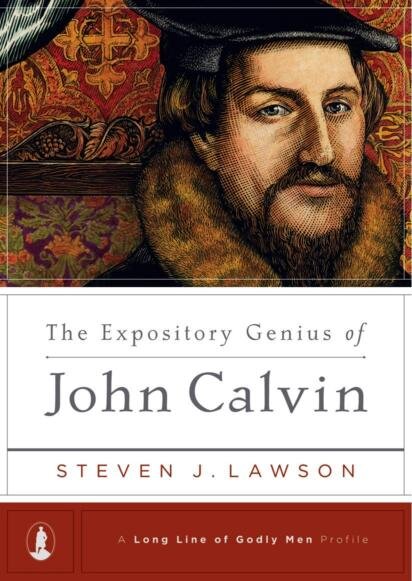 The Expository Genius of
John Calvin
STEVEN J. LAWSON
A Long Line of Godly Men Profile